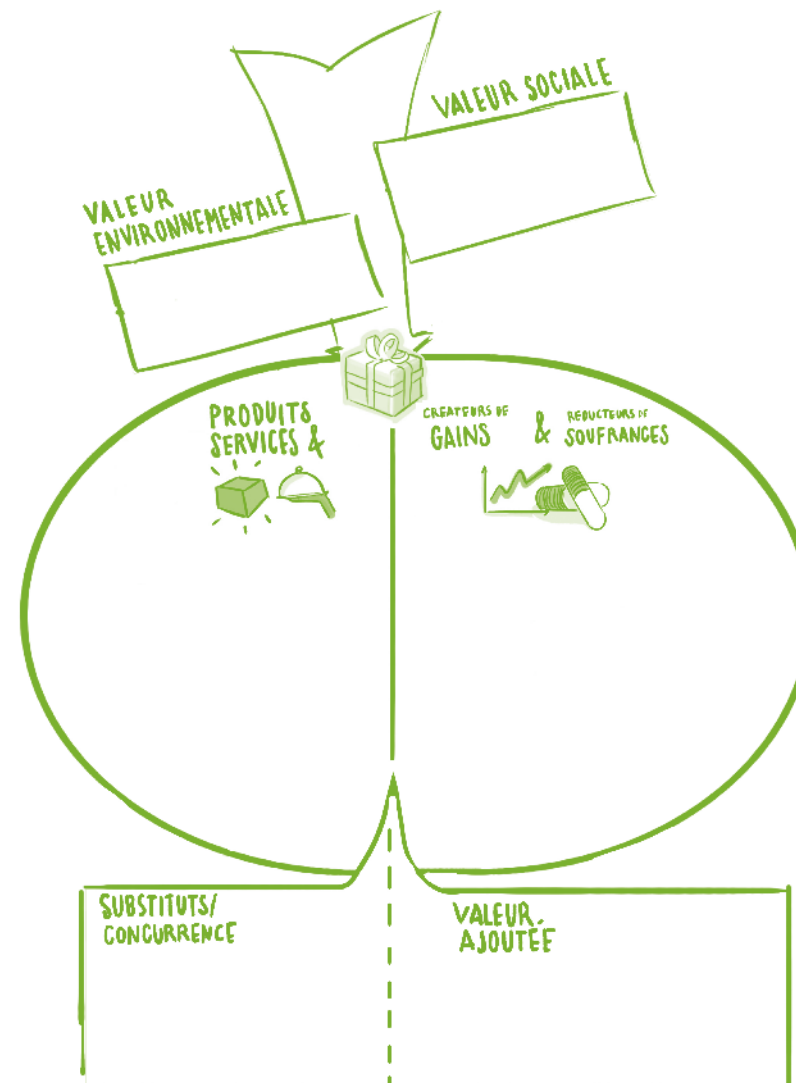 VALEUR SOCIALE
VALEUR
ENVIRONNEMENTALE
PRODUITS
SERVICES &
CREATEURS DE
GAINS
&
REDUCTEURS DE
SOUFRANCES
SUBSTITUTS/
CONCURRENCE
VALEUR
AJOUTÉE